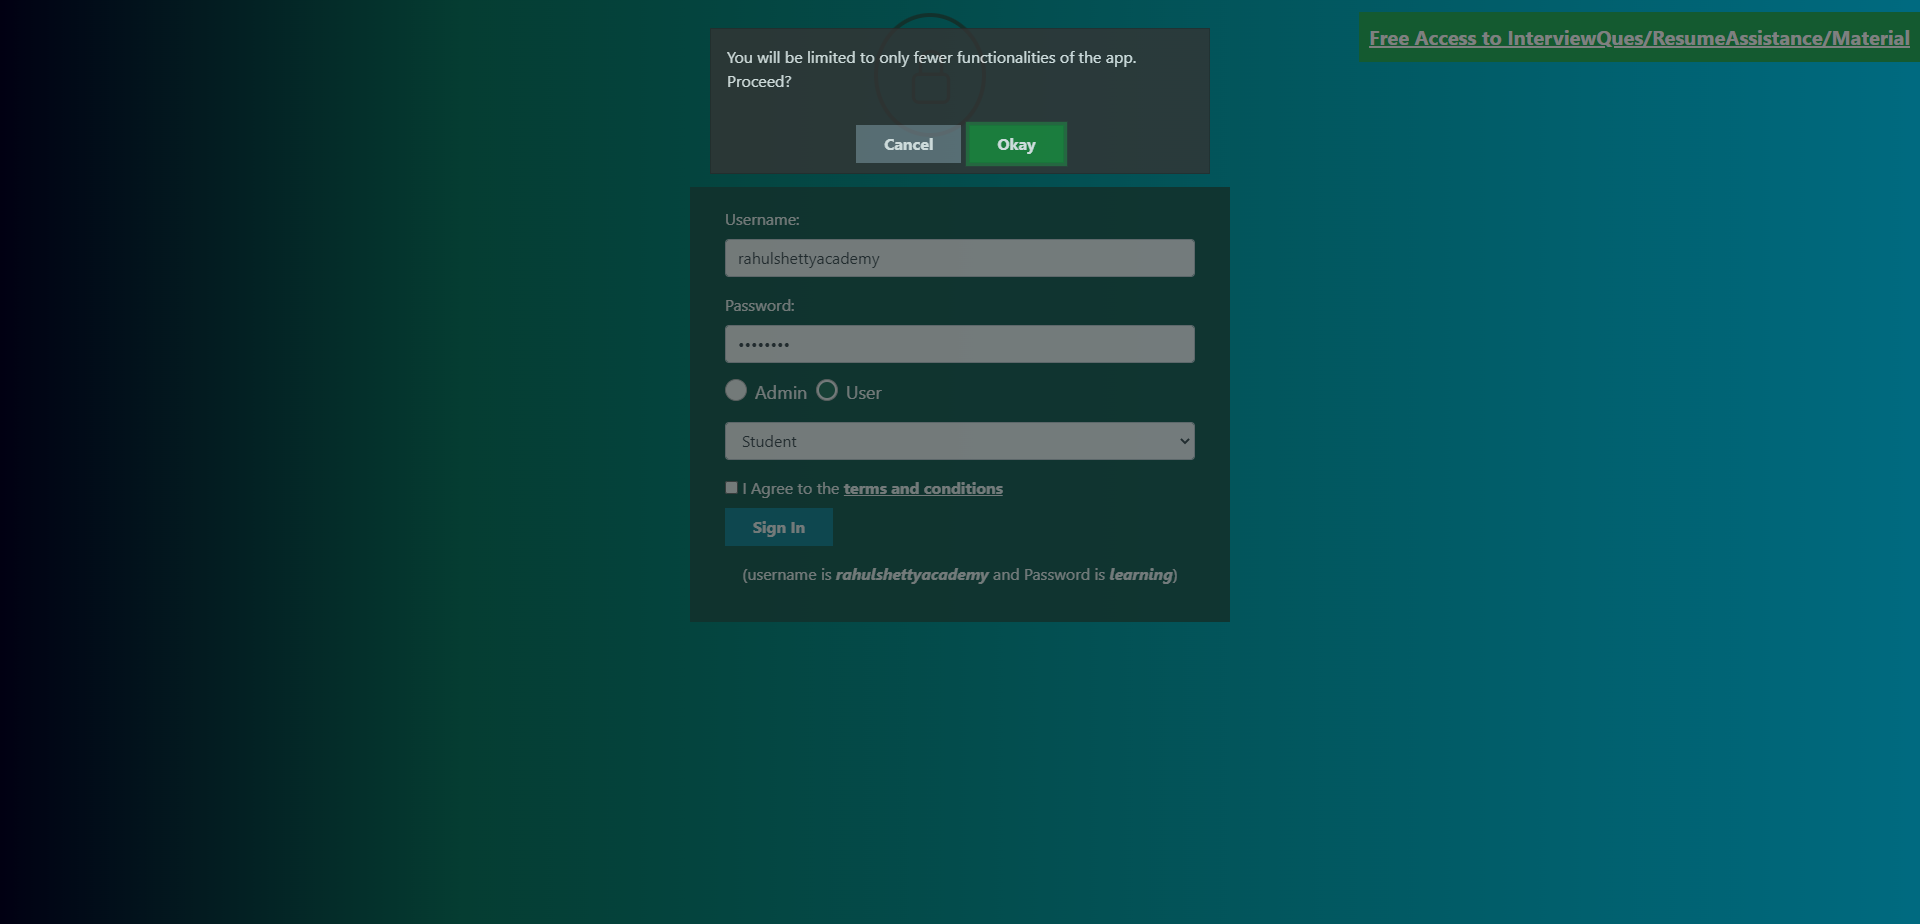 Free Access to InterviewQues/ResumeAssistance/Material
You will be limited to only fewer functionalities of the app.
Proceed?
Cancel Okay
Username:
rahulshettyacademy
Password:
••••••••
Admin User
Student
I Agree to the terms and conditions
Sign In
(username is rahulshettyacademy and Password is learning)